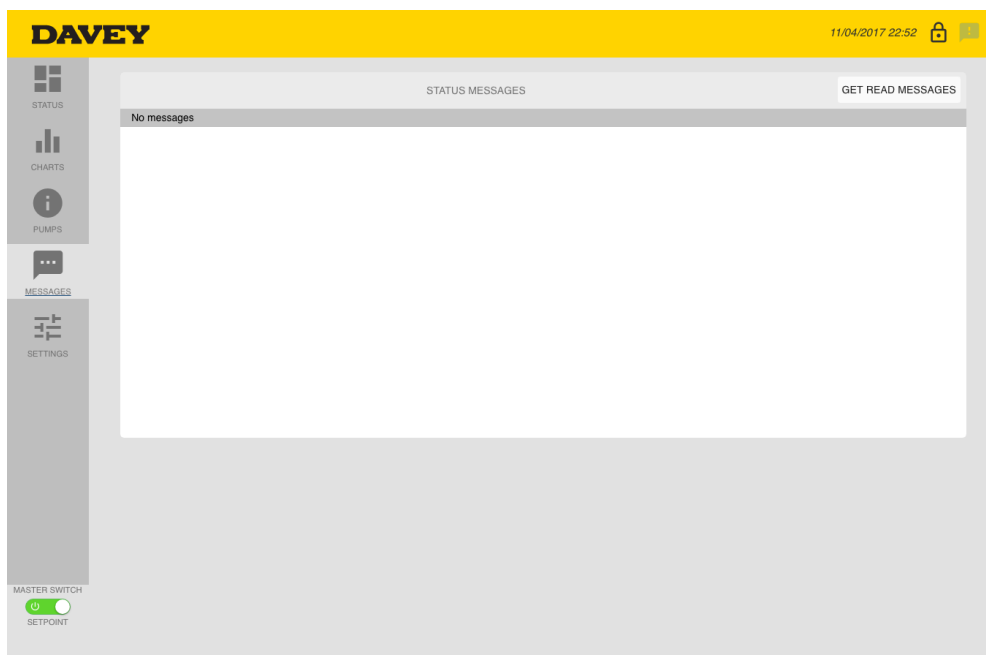 DAVEY
11/04/2017 22:52
STATUS
CHARTS
PUMPS
MESSAGES
SETTINGS
STATUS MESSAGES
GET READ MESSAGES
No messages
MASTER SWITCH
SETPOINT